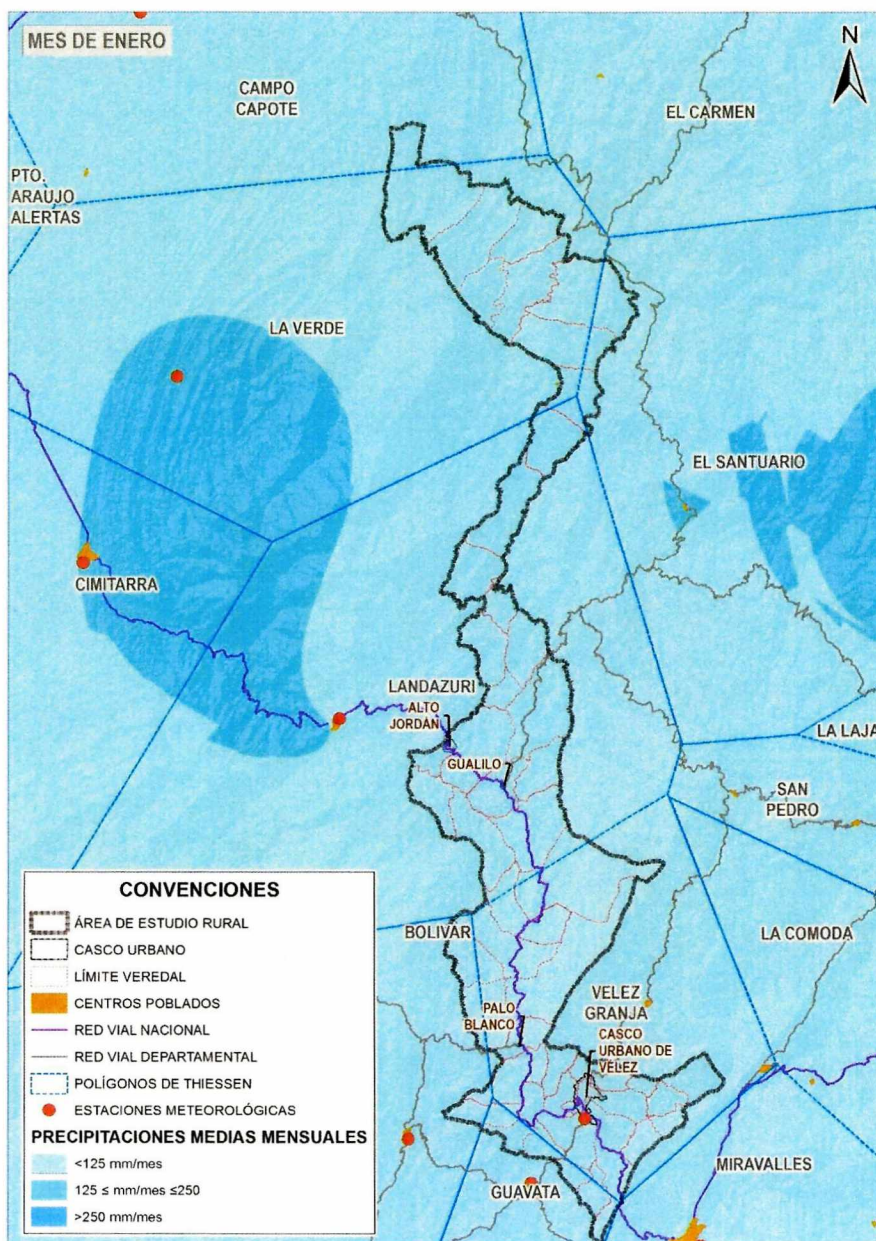 MES DE ENERO
N
CAMPO
CAPOTE
EL CARMEN
PTO.
ARAUJO
ALERTAS
LA VERDE
EL SANTUARIO
CIMITARRA
LANDAZURI
ALTO
JORDÁN
GUALILO
LA LAJA
SAN
PEDRO
BOLIVAR
LA COMODA
VELEZ
GRANJA
PALO
BLANCO
CASCO
URBANO DE
VELEZ
MIRAVALLES
GUAVATA
CONVENCIONES
ÁREA DE ESTUDIO RURAL
CASCO URBANO
LÍMITE VEREDAL
CENTROS POBLADOS
RED VIAL NACIONAL
RED VIAL DEPARTAMENTAL
POLÍGONOS DE THIESSEN
ESTACIONES METEOROLÓGICAS
PRECIPITACIONES MEDIAS MENSUALES
<125 mm/mes
125 ≤ mm/mes ≤250
>250 mm/mes